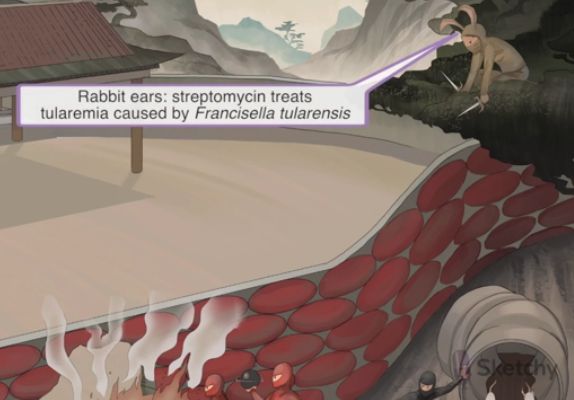 Rabbit ears: streptomycin treats
tularemia caused by Francisella tularensis
Sketchy